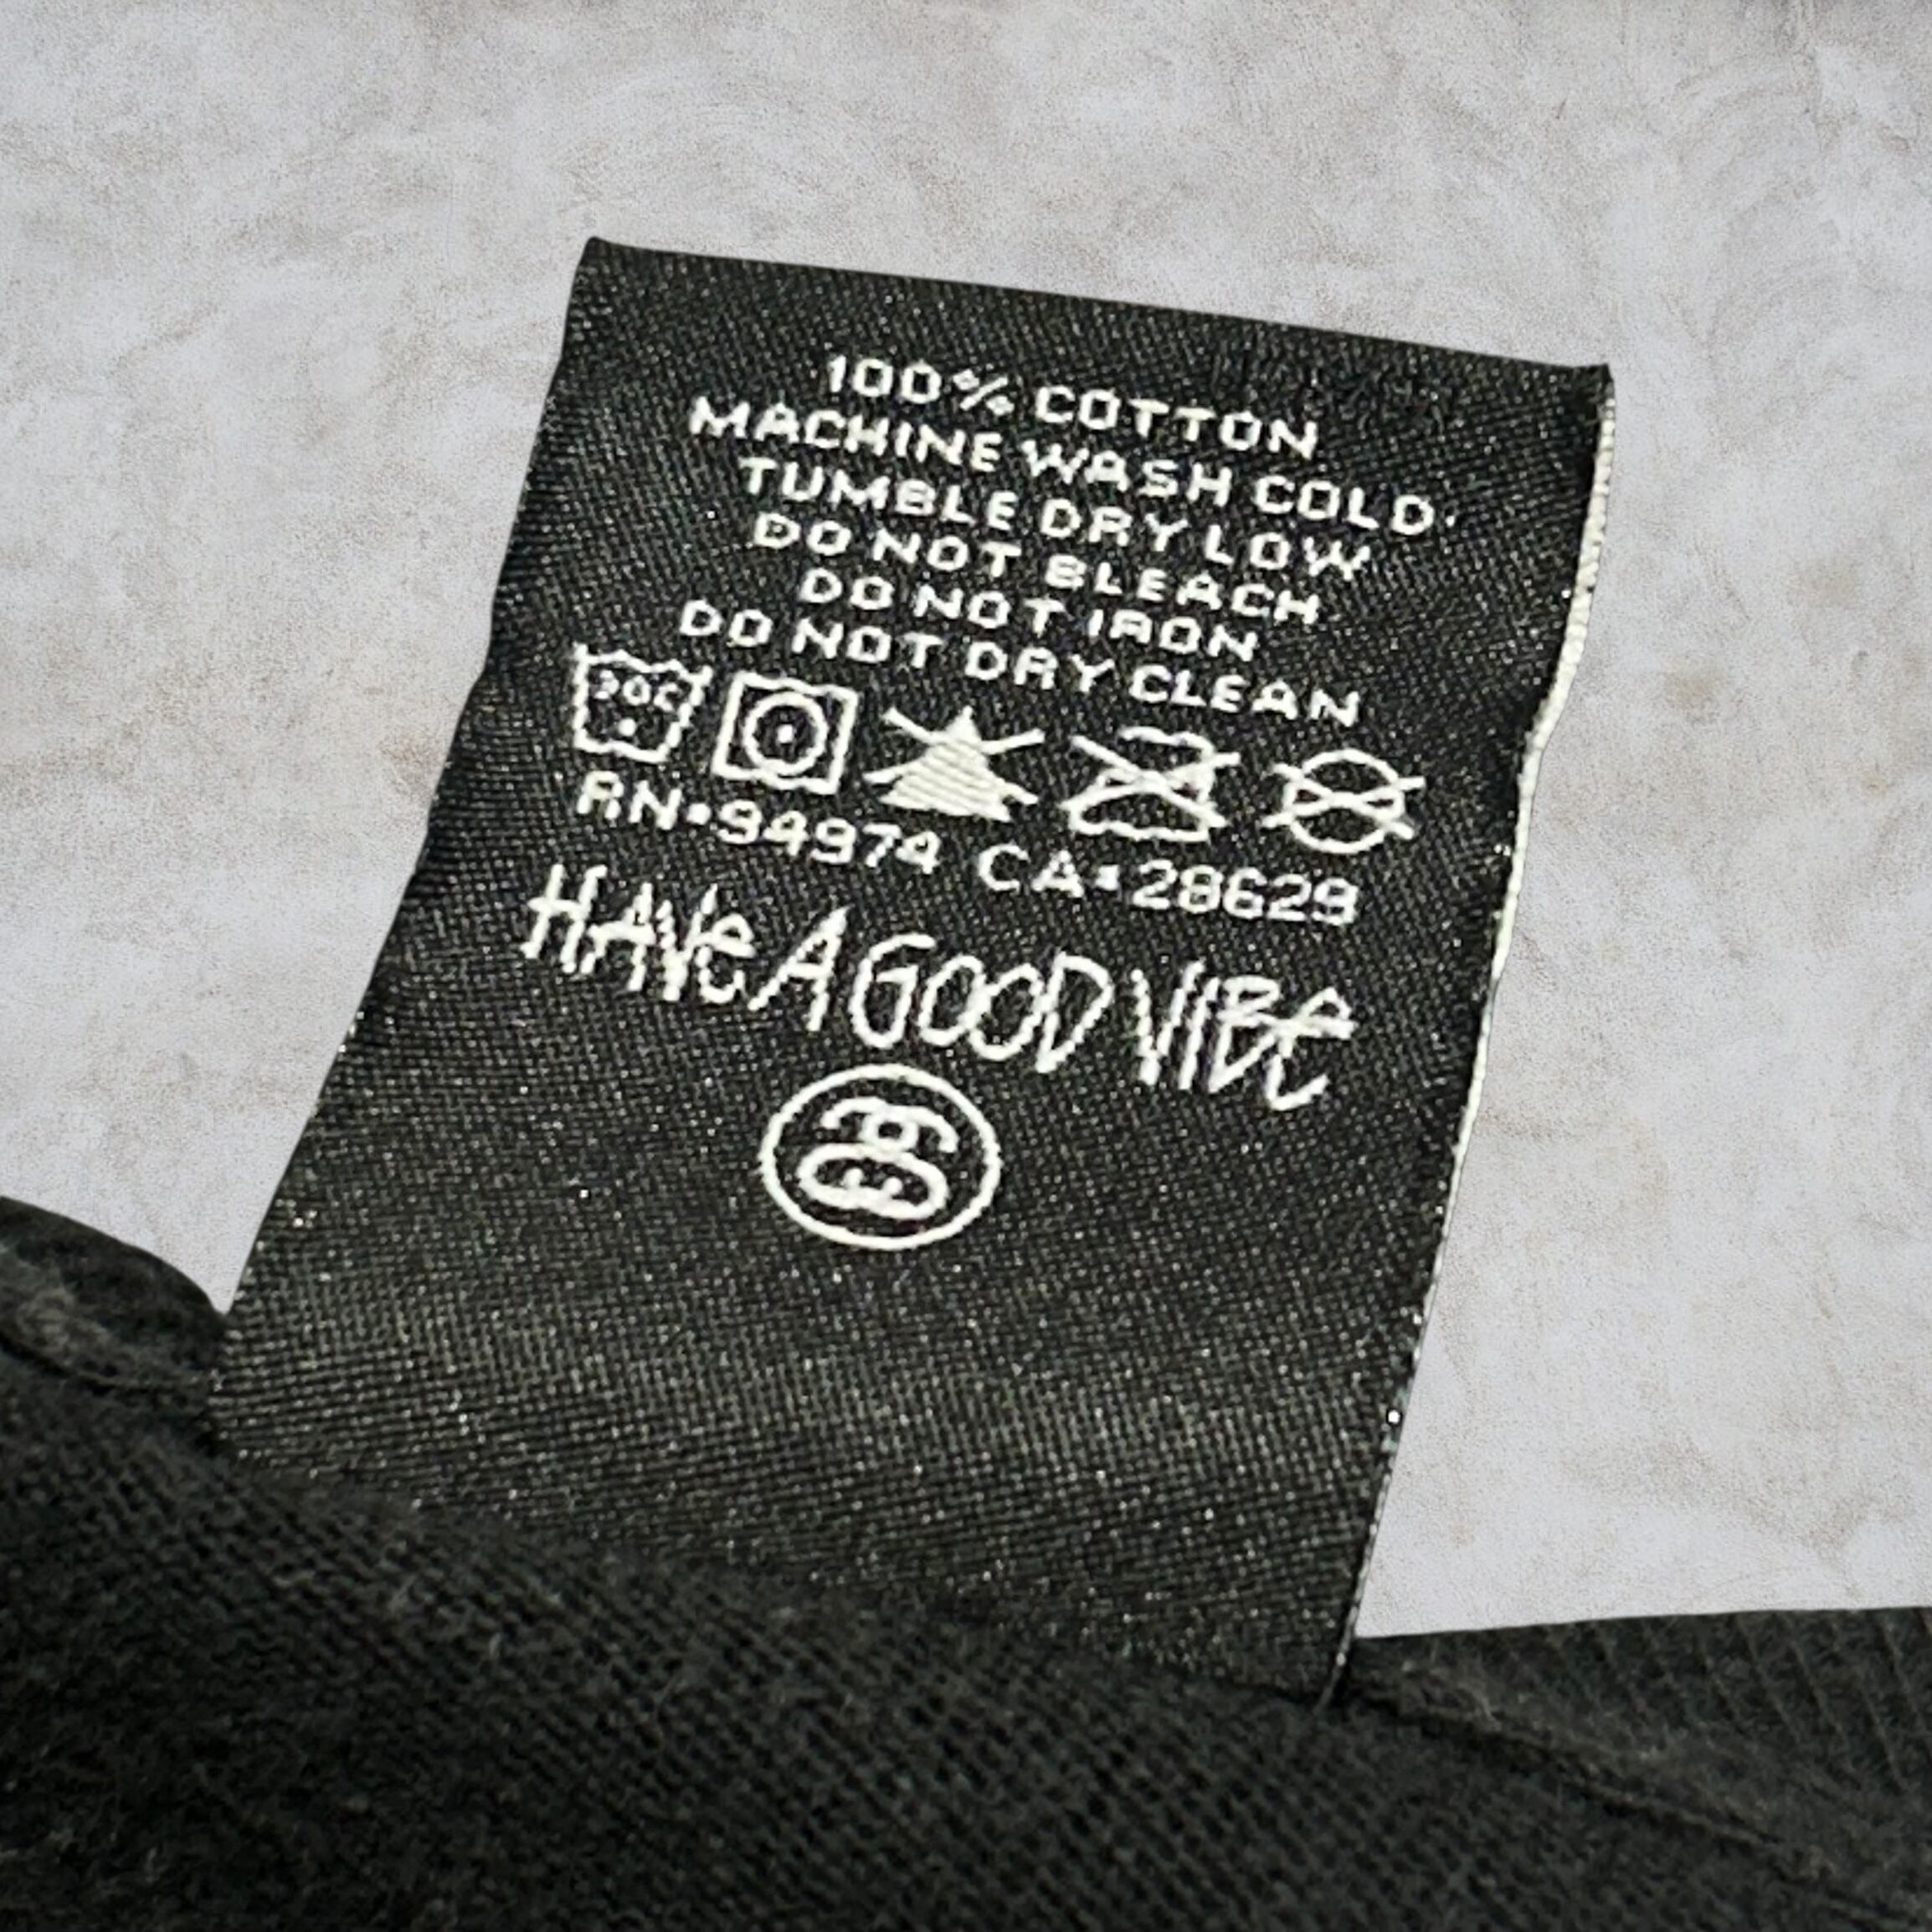 100% COTTON
MACHINE WASH COLD
TUMBLE DRY LOW
DO NOT BLEACH
DO NOT IRON
DO NOT DRY CLEAN
30C
RN•94974 CA•28629
HAVe A GOOD VIBe